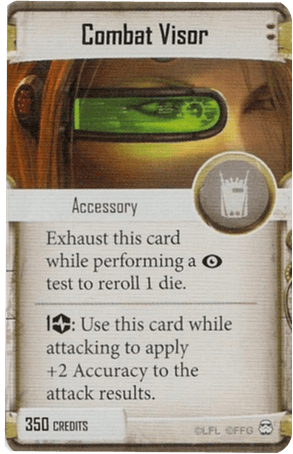 Combat Visor
Accessory
Exhaust this card
while performing a
test to reroll 1 die.
1 : Use this card while
attacking to apply
+2 Accuracy to the
attack results.
350 CREDITS
©LFL ©FFG